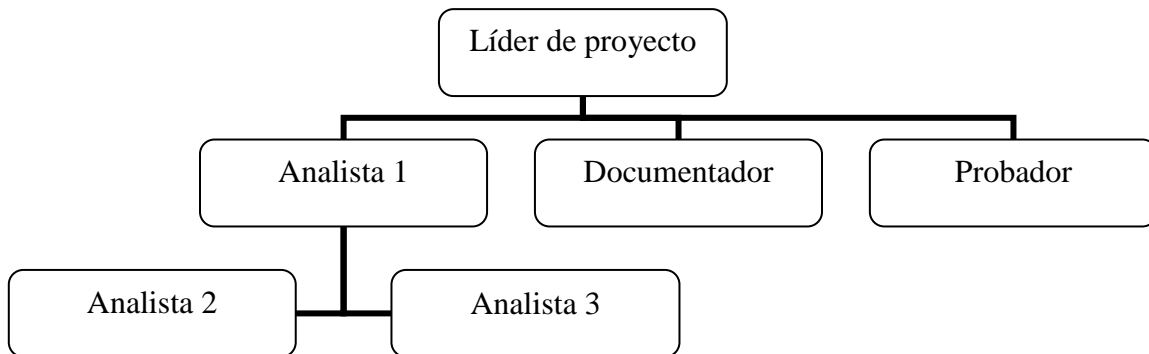 Líder de proyecto
Analista 1
Documentador
Probador
Analista 2
Analista 3